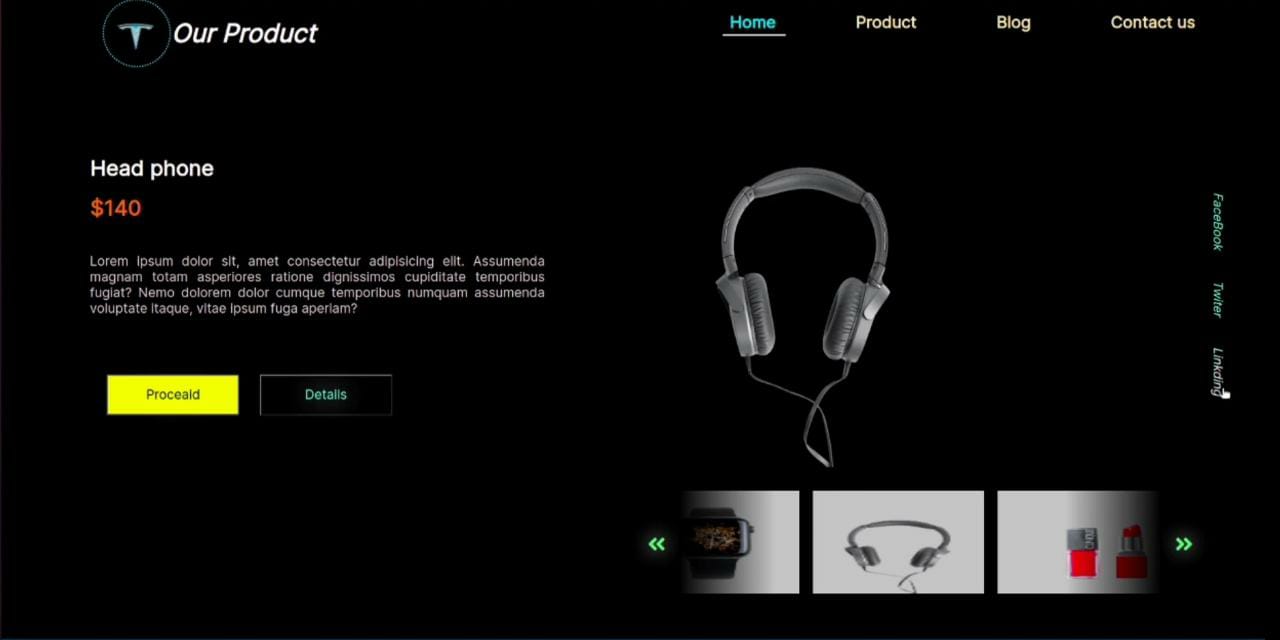 Our Product
Home
Product
Blog
Contact us
Head phone
$140
Lorem ipsum dolor sit, amet consectetur adipisicing elit. Assumenda
magnam totam asperiores ratione dignissimos cupiditate temporibus
fugiat? Nemo dolorem dolor cumque temporibus numquam assumenda
voluptate itaque, vitae ipsum fuga aperiam?
Proceaid
Details
FaceBook
Twiter
Linkding